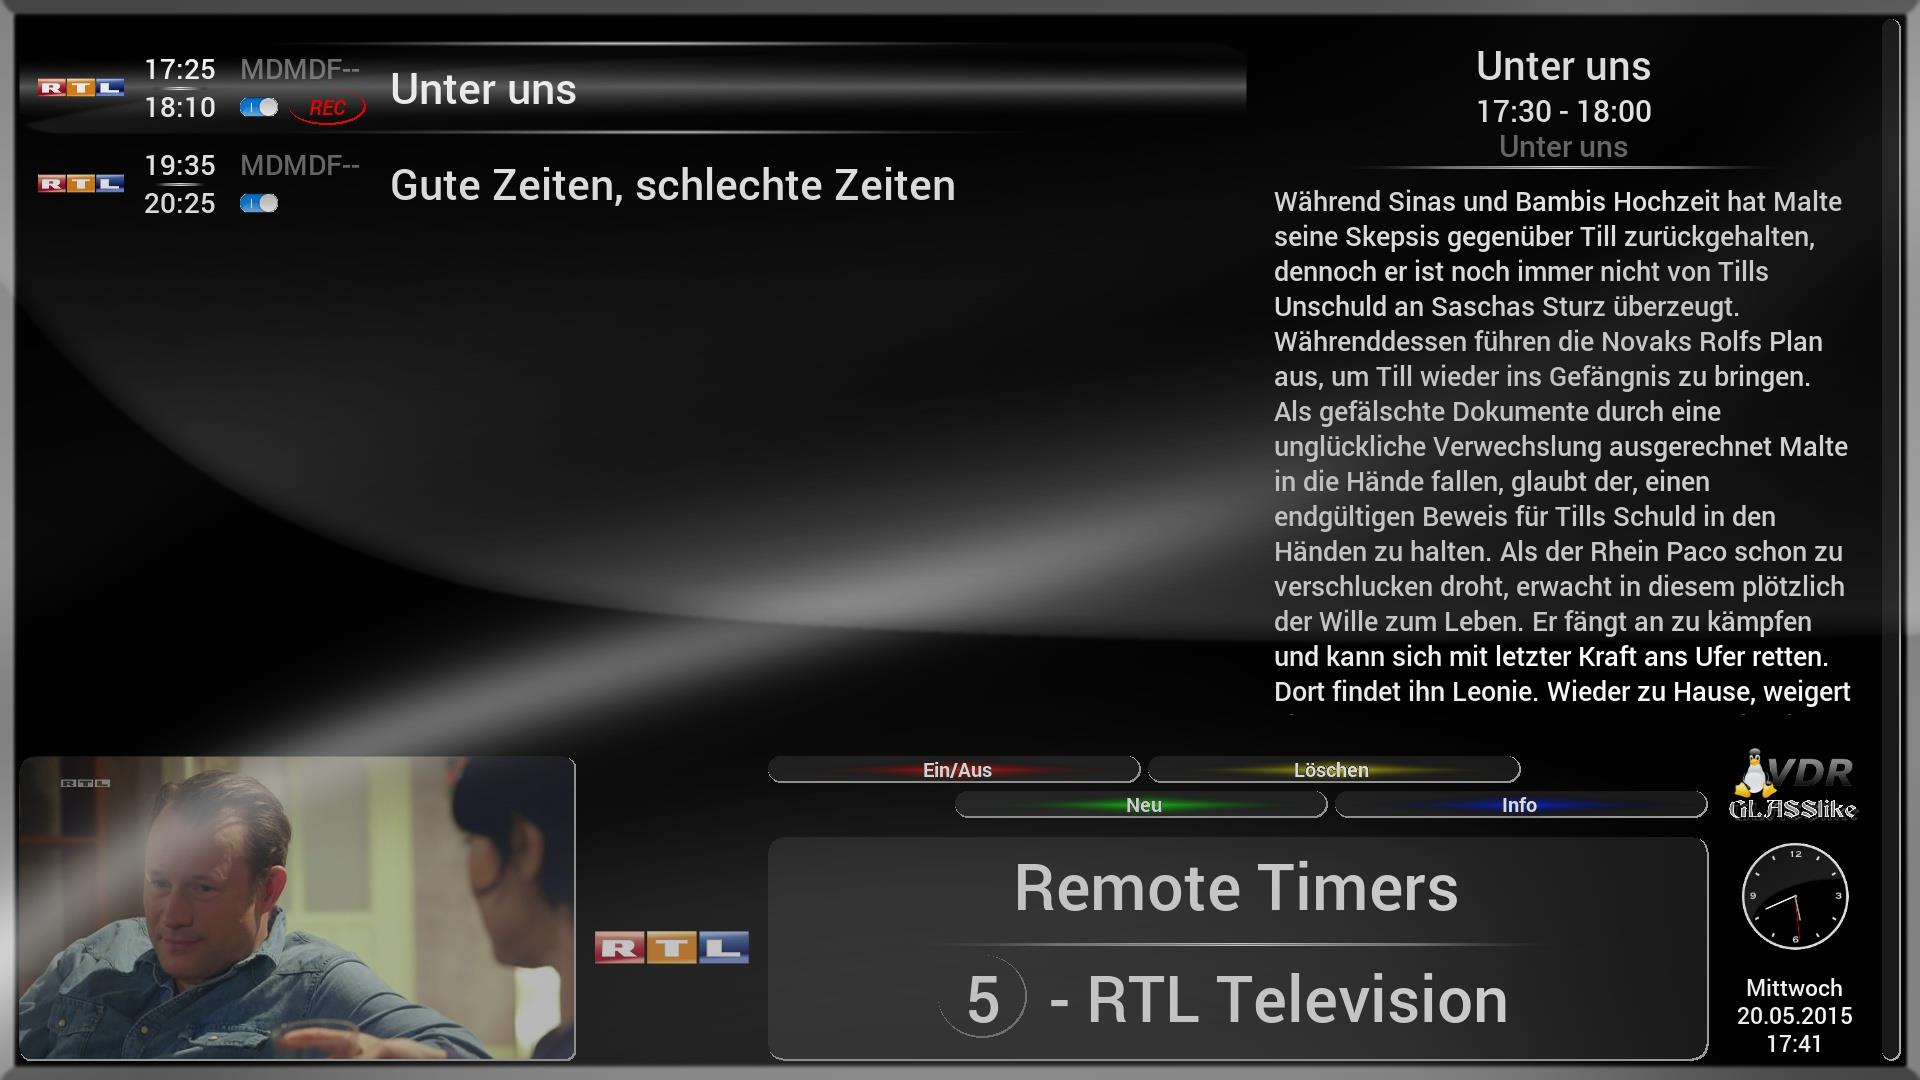 RTL
17:25
MDMDF--
18:10
REC
Unter uns
RTL
19:35
MDMDF--
20:25
Gute Zeiten, schlechte Zeiten
Unter uns
17:30 - 18:00
Unter uns
Während Sinas und Bambis Hochzeit hat Malte
seine Skepsis gegenüber Till zurückgehalten,
dennoch er ist noch immer nicht von Tills
Unschuld an Saschas Sturz überzeugt.
Währenddessen führen die Novaks Rolfs Plan
aus, um Till wieder ins Gefängnis zu bringen.
Als gefälschte Dokumente durch eine
unglückliche Verwechslung ausgerechnet Malte
in die Hände fallen, glaubt der, einen
endgültigen Beweis für Tills Schuld in den
Händen zu halten. Als der Rhein Paco schon zu
verschlucken droht, erwacht in diesem plötzlich
der Wille zum Leben. Er fängt an zu kämpfen
und kann sich mit letzter Kraft ans Ufer retten.
Dort findet ihn Leonie. Wieder zu Hause, weigert
RTL
Ein/Aus
Löschen
Neu
Info
VDR
GLASSlike
RTL
Remote Timers
5 - RTL Television
12
3
6
9
Mittwoch
20.05.2015
17:41